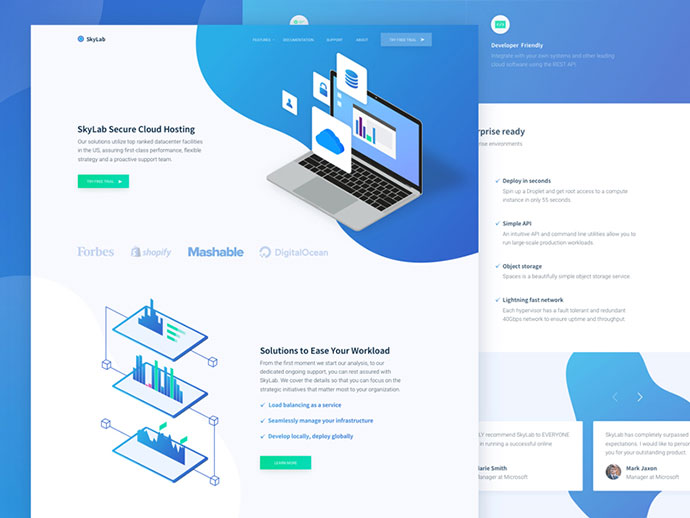 SkyLab
FEATURES
DOCUMENTATION
SUPPORT
ABOUT
TRY FREE TRIAL
SkyLab Secure Cloud Hosting
Our solutions utilize top ranked datacenter facilities
in the US, assuring first-class performance, flexible
strategy and a proactive support team.
TRY FREE TRIAL
Forbes
shopify
Mashable
DigitalOcean
Solutions to Ease Your Workload
From the first moment we start our analysis, to our
dedicated ongoing support, you can rest assured with
SkyLab. We cover the details so that you can focus on the
strategic initiatives that matter most to your organization.
Load balancing as a service
Seamlessly manage your infrastructure
Develop locally, deploy globally
LEARN MORE
Developer Friendly
Integrate with your own systems and other leading
cloud software using the REST API.
rprise ready
rise environments
Deploy in seconds
Spin up a Droplet and get root access to a compute
instance in only 55 seconds.
Simple API
An intuitive API and command line utilities allow you to
run large-scale production workloads.
Object storage
Spaces is a beautifully simple object storage service.
Lightning fast network
Each hypervisor has a fault tolerant and redundant
40Gbps network to ensure uptime and throughput.
LY recommend SkyLab to EVERYONE
in running a successful online
arie Smith
anager at Microsoft
SkyLab has completely surpassed
expectations. I would like to perso
you for your outstanding product.
Mark Jaxon
Manager at Microsoft